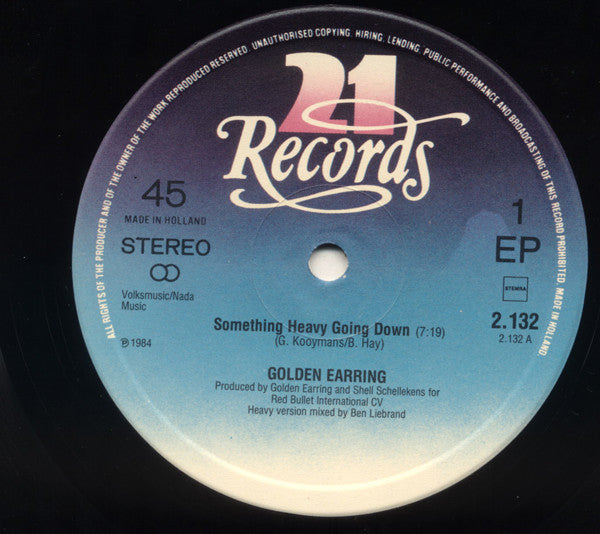 ALL RIGHTS OF THE PRODUCER AND OF THE OWNER OF THE WORK REPRODUCED RESERVED. UNAUTHORISED COPYING, HIRING, LENDING, PUBLIC PERFORMANCE AND BROADCASTING OF THIS RECORD PROHIBITED. MADE IN HOLLAND.
21
Records
45
MADE IN HOLLAND
STEREO
Volksmusic/Nada
Music
℗ 1984
1
EP
STEMRA
2.132
2.132 A
Something Heavy Going Down (7:19)
(G. Kooymans/B. Hay)
GOLDEN EARRING
Produced by Golden Earring and Shell Schellekens for
Red Bullet International CV
Heavy version mixed by Ben Liebrand